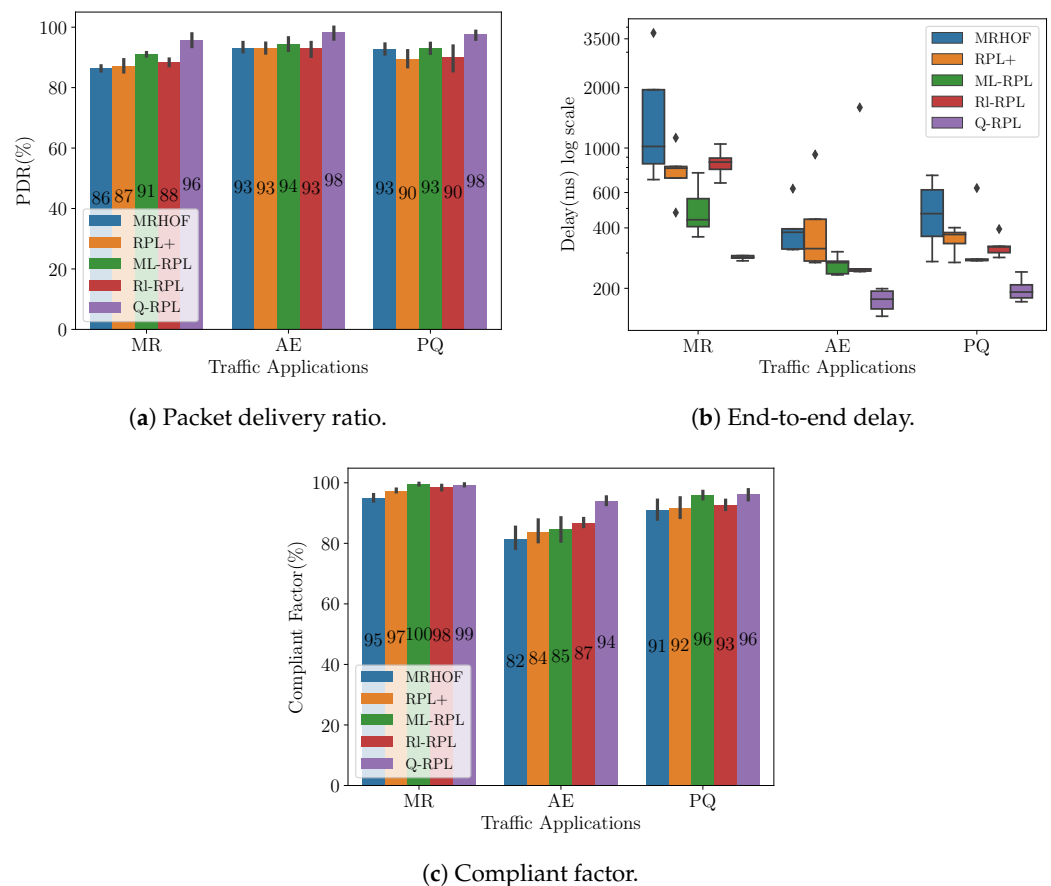 100
80
60
40
20
0
PDR(%)
86 87 91 88 96
93 93 94 93 98
93 90 93 90 98
MRHOF
RPL+
ML-RPL
Rl-RPL
Q-RPL
MR AE PQ
Traffic Applications
(a) Packet delivery ratio.
3500
2000
1000
600
400
200
Delay(ms) log scale
MRHOF
RPL+
ML-RPL
Rl-RPL
Q-RPL
MR AE PQ
Traffic Applications
(b) End-to-end delay.
100
80
60
40
20
0
Compliant Factor(%)
95 97 100 98 99
82 84 85 87 94
91 92 96 93 96
MRHOF
RPL+
ML-RPL
Rl-RPL
Q-RPL
MR AE PQ
Traffic Applications
(c) Compliant factor.